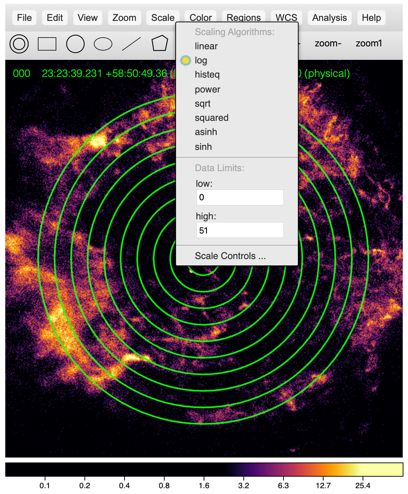 File Edit View Zoom Scale Color Regions WCS Analysis Help
zoom- zoom1
000 23:23:39.231 +58:50:49.36 (physical)
Scaling Algorithms:
linear
log
histeq
power
sqrt
squared
asinh
sinh
Data Limits:
low:
0
high:
51
Scale Controls ...
0.1 0.2 0.4 0.8 1.6 3.2 6.3 12.7 25.4